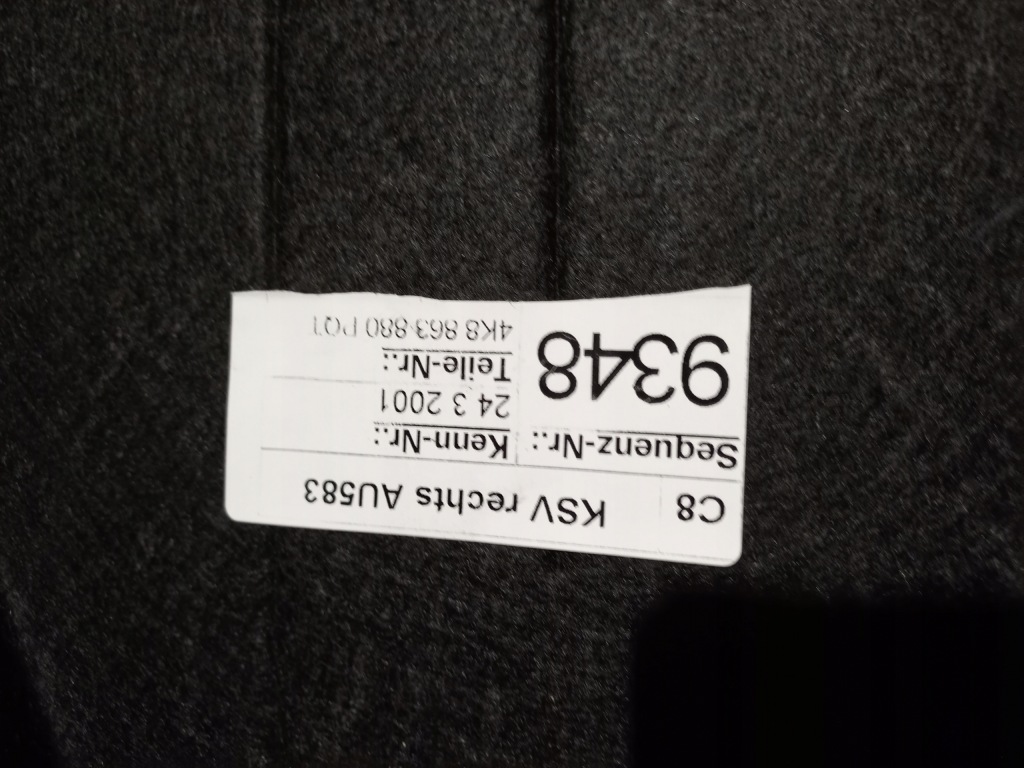 C8 KSV rechts AU583
Sequenz-Nr.: Kenn-Nr.:
24 3 2001
9348 Teile-Nr.:
4K8 863 880 PQ1